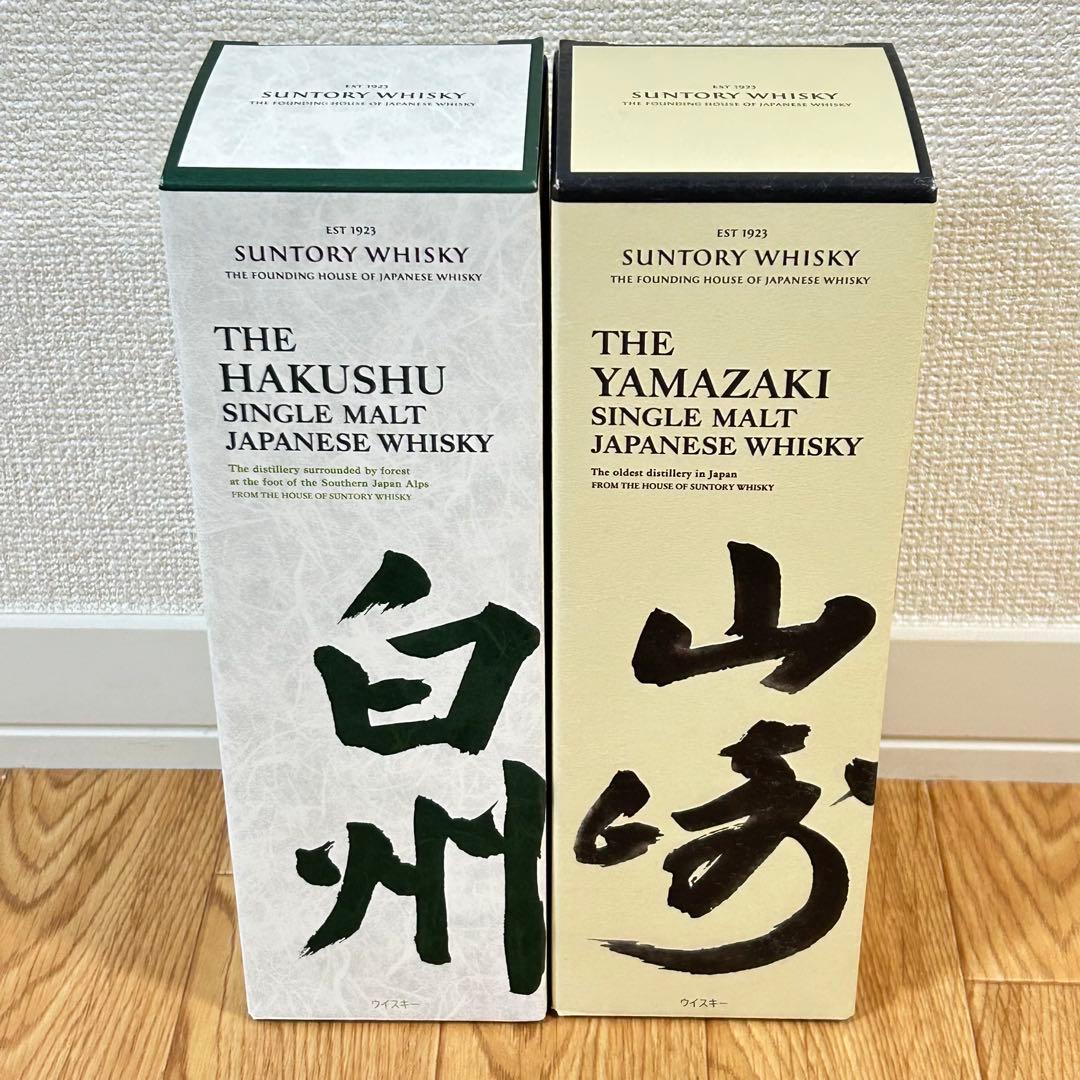 EST 1923
SUNTORY WHISKY
THE FOUNDING HOUSE OF JAPANESE WHISKY
EST 1923
SUNTORY WHISKY
THE FOUNDING HOUSE OF JAPANESE WHISKY
THE
HAKUSHU
SINGLE MALT
JAPANESE WHISKY
The distillery surrounded by forest
at the foot of the Southern Japan Alps
FROM THE HOUSE OF SUNTORY WHISKY
白
州
ウイスキー
EST 1923
SUNTORY WHISKY
THE FOUNDING HOUSE OF JAPANESE WHISKY
EST 1923
SUNTORY WHISKY
THE FOUNDING HOUSE OF JAPANESE WHISKY
THE
YAMAZAKI
SINGLE MALT
JAPANESE WHISKY
The oldest distillery in Japan
FROM THE HOUSE OF SUNTORY WHISKY
山
崎
ウイスキー